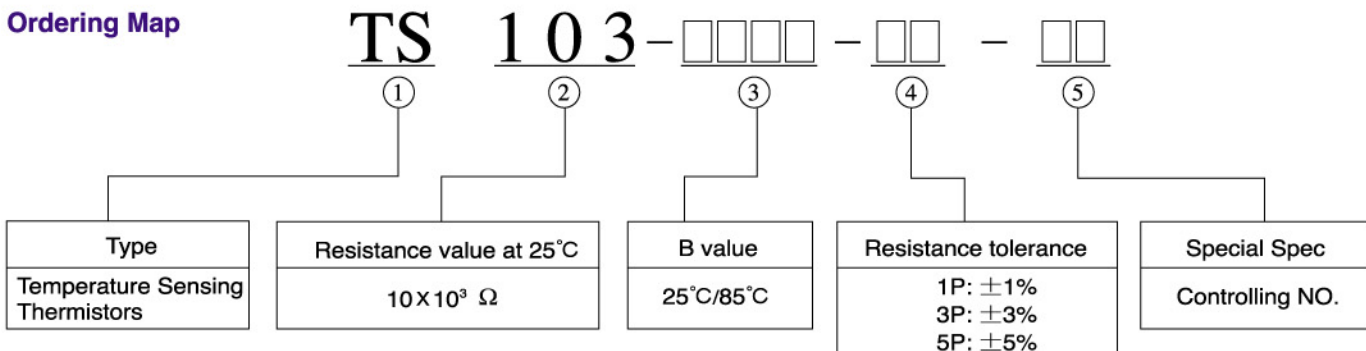 Ordering Map
TS 103-□□□□-□□-□□
① ② ③ ④ ⑤
Type
Temperature Sensing
Thermistors
Resistance value at 25°C
10×10³ Ω
B value
25°C/85°C
Resistance tolerance
1P: ±1%
3P: ±3%
5P: ±5%
Special Spec
Controlling NO.